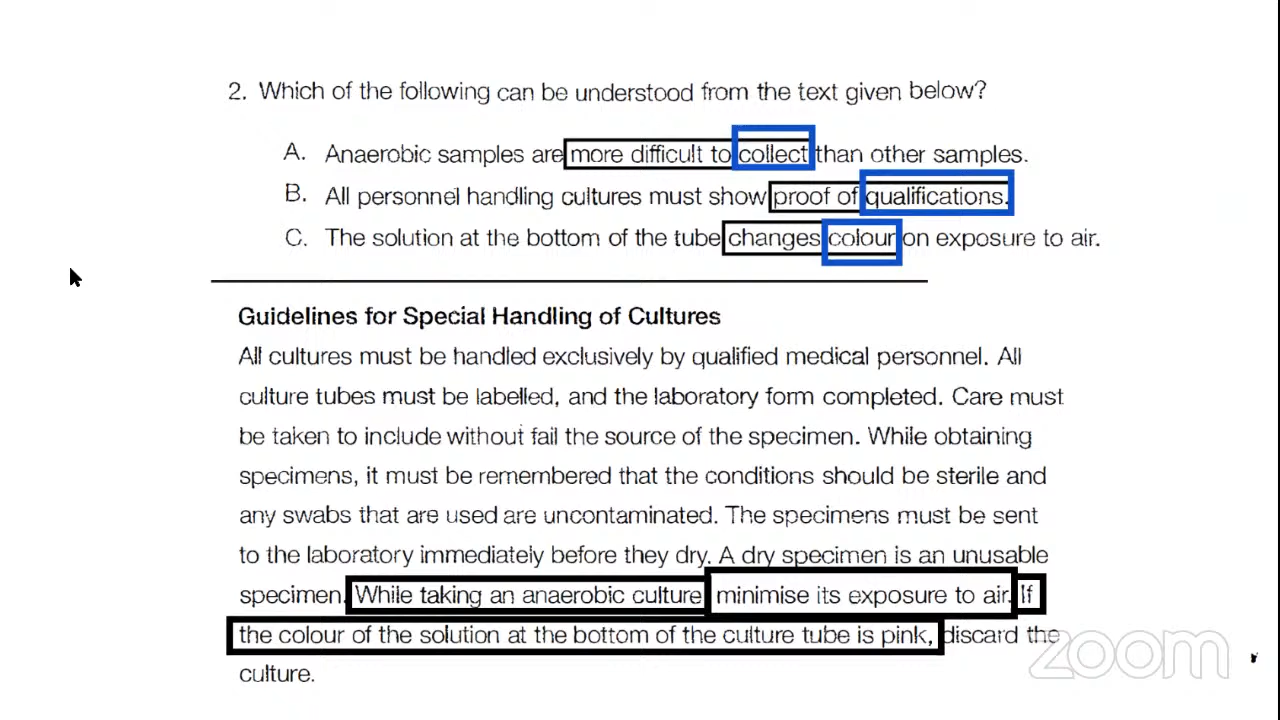 2. Which of the following can be understood from the text given below?
A. Anaerobic samples are more difficult to collect than other samples.
B. All personnel handling cultures must show proof of qualifications.
C. The solution at the bottom of the tube changes colour on exposure to air.
Guidelines for Special Handling of Cultures
All cultures must be handled exclusively by qualified medical personnel. All
culture tubes must be labelled, and the laboratory form completed. Care must
be taken to include without fail the source of the specimen. While obtaining
specimens, it must be remembered that the conditions should be sterile and
any swabs that are used are uncontaminated. The specimens must be sent
to the laboratory immediately before they dry. A dry specimen is an unusable
specimen. While taking an anaerobic culture minimise its exposure to air. If
the colour of the solution at the bottom of the culture tube is pink, discard the
culture.
zoom